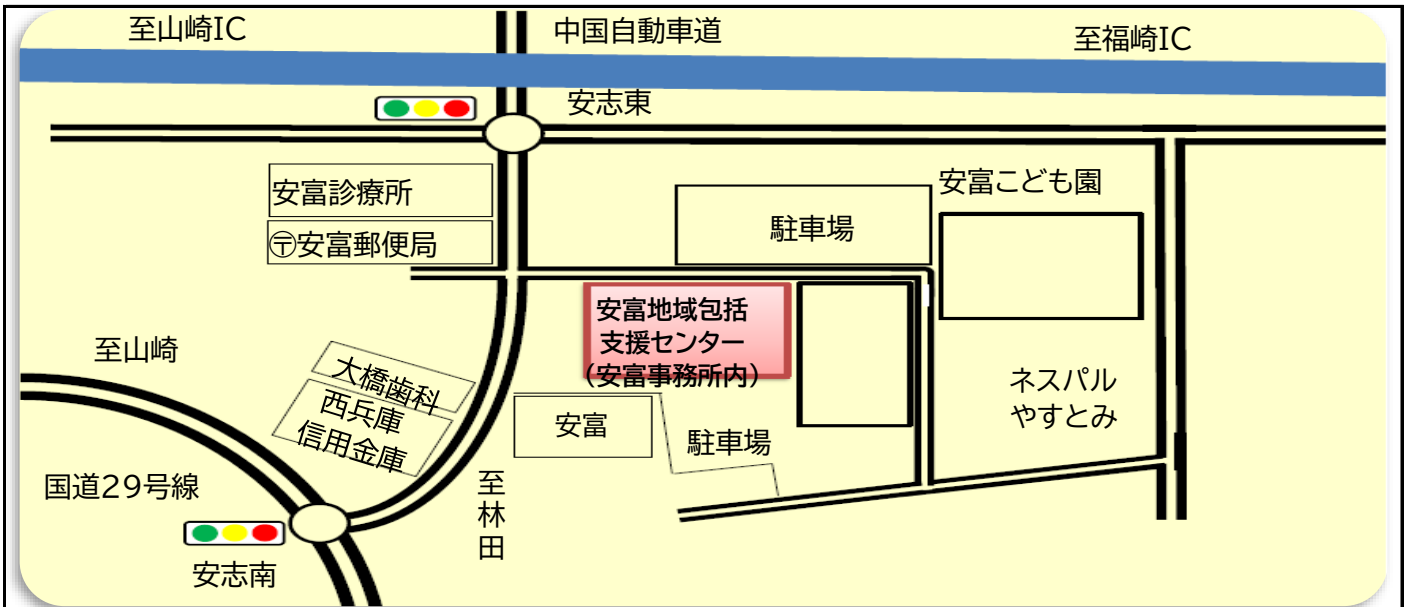 至山崎IC
中国自動車道
至福崎IC
安志東
安富診療所
〶安富郵便局
駐車場
安富こども園
安富地域包括
支援センター
(安富事務所内)
至山崎
大橋歯科
西兵庫
信用金庫
安富
駐車場
ネスパル
やすとみ
国道29号線
至林田
安志南